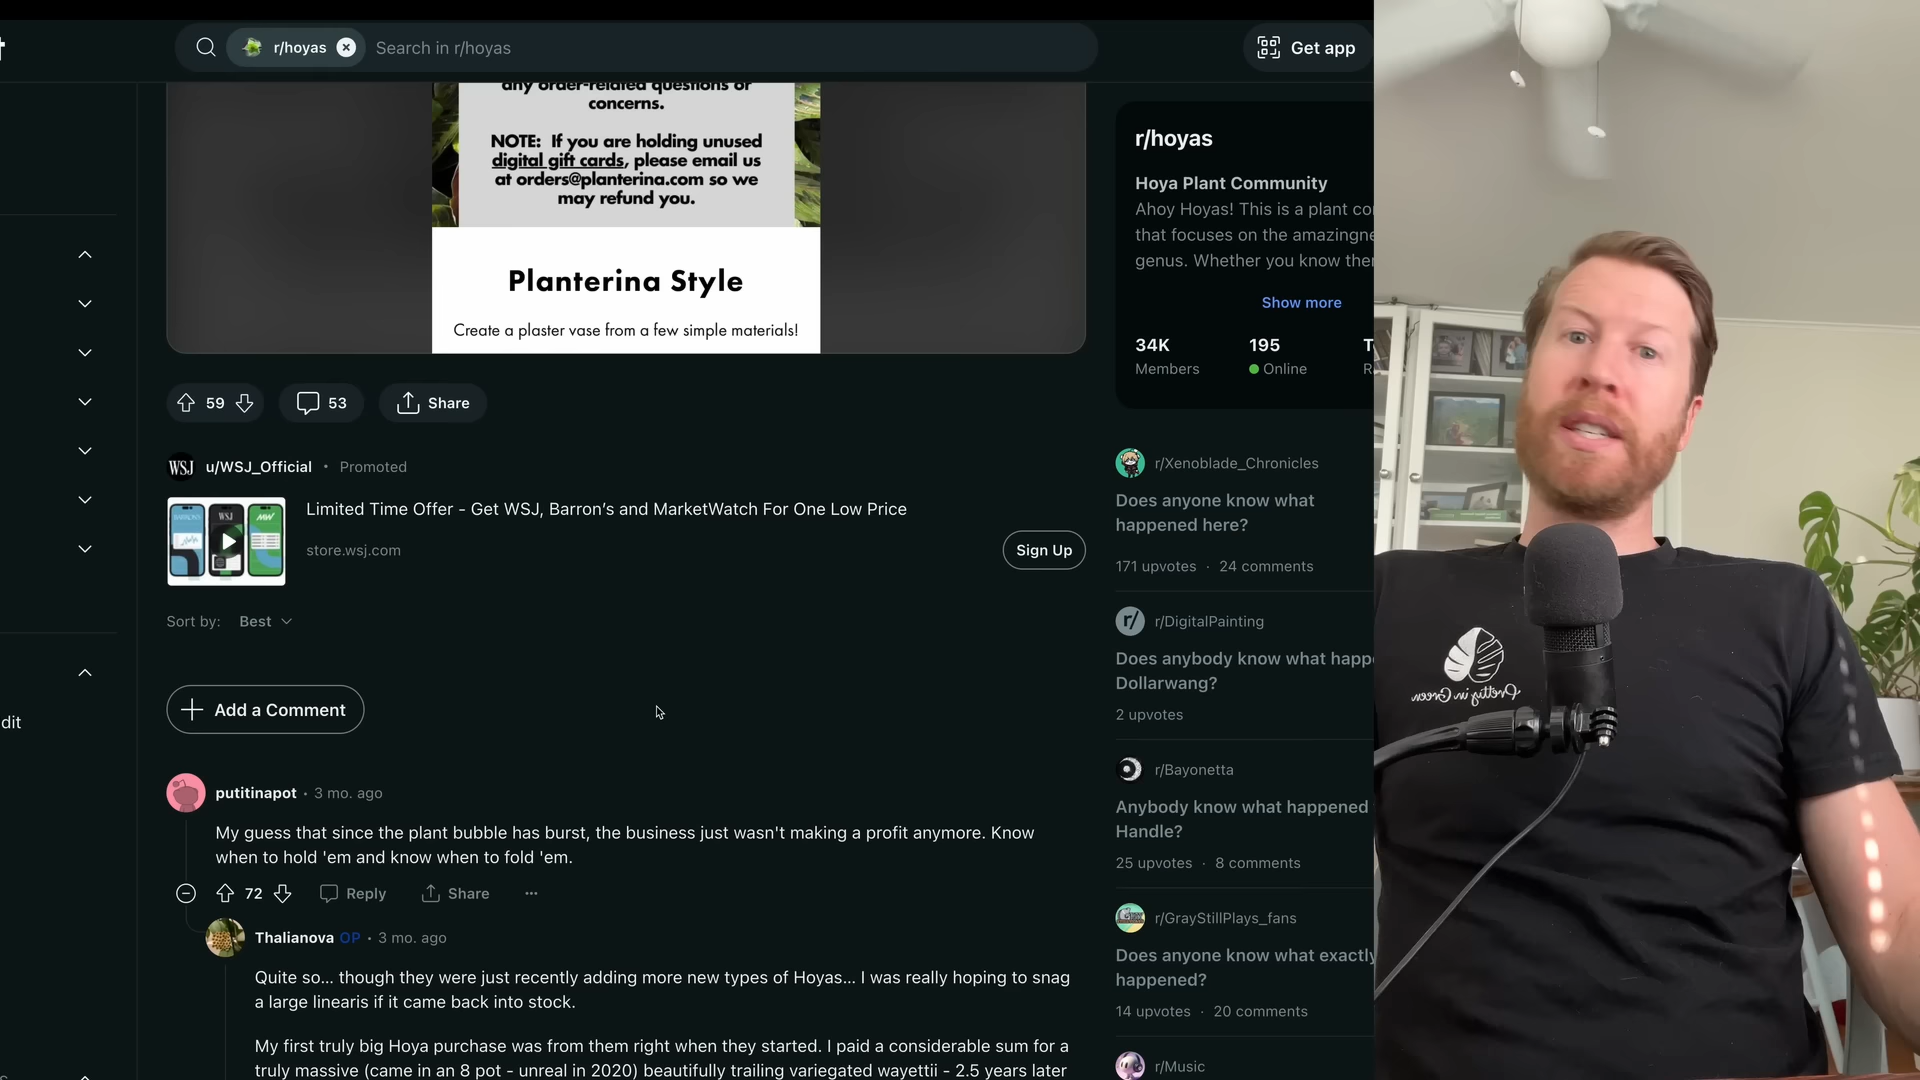 r/hoyas
Search in r/hoyas
Get app
any order-related questions or
concerns.
NOTE: If you are holding unused
digital gift cards, please email us
at orders@planterina.com so we
may refund you.
Planterina Style
Create a plaster vase from a few simple materials!
59
53
Share
WSJ
u/WSJ_Official • Promoted
Limited Time Offer - Get WSJ, Barron’s and MarketWatch For One Low Price
store.wsj.com
Sign Up
Sort by: Best
Add a Comment
dit
putitinapot • 3 mo. ago
My guess that since the plant bubble has burst, the business just wasn't making a profit anymore. Know
when to hold 'em and know when to fold 'em.
72
Reply
Share
Thalianova OP • 3 mo. ago
Quite so... though they were just recently adding more new types of Hoyas... I was really hoping to snag
a large linearis if it came back into stock.
My first truly big Hoya purchase was from them right when they started. I paid a considerable sum for a
truly massive (came in an 8 pot - unreal in 2020) beautifully trailing variegated wayettii - 2.5 years later
r/hoyas
Hoya Plant Community
Ahoy Hoyas! This is a plant co
that focuses on the amazingne
genus. Whether you know the
Show more
34K
195
T
Members
Online
R
r/Xenoblade_Chronicles
Does anyone know what
happened here?
171 upvotes · 24 comments
r/DigitalPainting
Does anybody know what happ
Dollarwang?
2 upvotes
r/Bayonetta
Anybody know what happened
Handle?
25 upvotes · 8 comments
r/GrayStillPlays_fans
Does anyone know what exactly
happened?
14 upvotes · 20 comments
r/Music
Pretty in Green